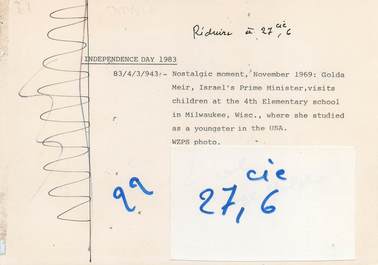 Réduire à 27,6 cie
INDEPENDENCE DAY 1983
83/4/3/943:- Nostalgic moment, November 1969: Golda
Meir, Israel's Prime Minister,visits
children at the 4th Elementary school
in Milwaukee, Wisc., where she studied
as a youngster in the USA.
WZPS photo.
cie
27,6